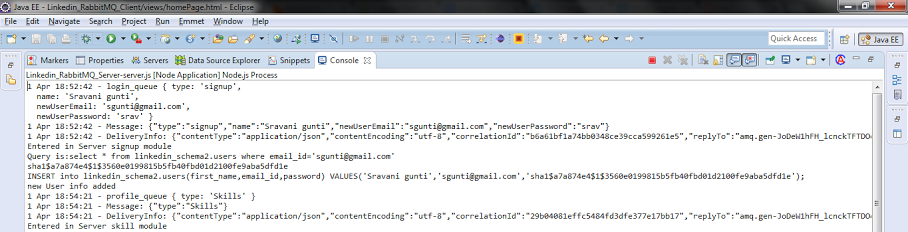 Java EE - Linkedin_RabbitMQ_Client/views/homePage.html - Eclipse
File Edit Navigate Search Project Run Emmet Window Help
Quick Access
Java EE
Markers Properties Servers Data Source Explorer Snippets Console
Linkedin_RabbitMQ_Server-server.js [Node Application] Node.js Process
1 Apr 18:52:42 - login_queue { type: 'signup',
name: 'Sravani gunti',
newUserEmail: 'sgunti@gmail.com',
newUserPassword: 'srav' }
1 Apr 18:52:42 - Message: {"type":"signup","name":"Sravani gunti","newUserEmail":"sgunti@gmail.com","newUserPassword":"srav"}
1 Apr 18:52:42 - DeliveryInfo: {"contentType":"application/json","contentEncoding":"utf-8","correlationId":"b6a61bf1a74bb0348ce39cca599261e5","replyTo":"amq.gen-JoDeW1hFH_lcnckTFTDO
Entered in Server signup module
Query is:select * from linkedin_schema2.users where email_id='sgunti@gmail.com'
sha1$a7a874e4$1$3560e0199815b5fb40fbd01d2100fe9aba5dfd1e
INSERT into linkedin_schema2.users(first_name,email_id,password) VALUES('Sravani gunti','sgunti@gmail.com','sha1$a7a874e4$1$3560e0199815b5fb40fbd01d2100fe9aba5dfd1e');
new User info added
1 Apr 18:54:21 - profile_queue { type: 'Skills' }
1 Apr 18:54:21 - Message: {"type":"Skills"}
1 Apr 18:54:21 - DeliveryInfo: {"contentType":"application/json","contentEncoding":"utf-8","correlationId":"29b04081effc5484fd3dfe377e17bb17","replyTo":"amq.gen-JoDeW1hFH_lcnckTFTDO
Entered in Server skill module